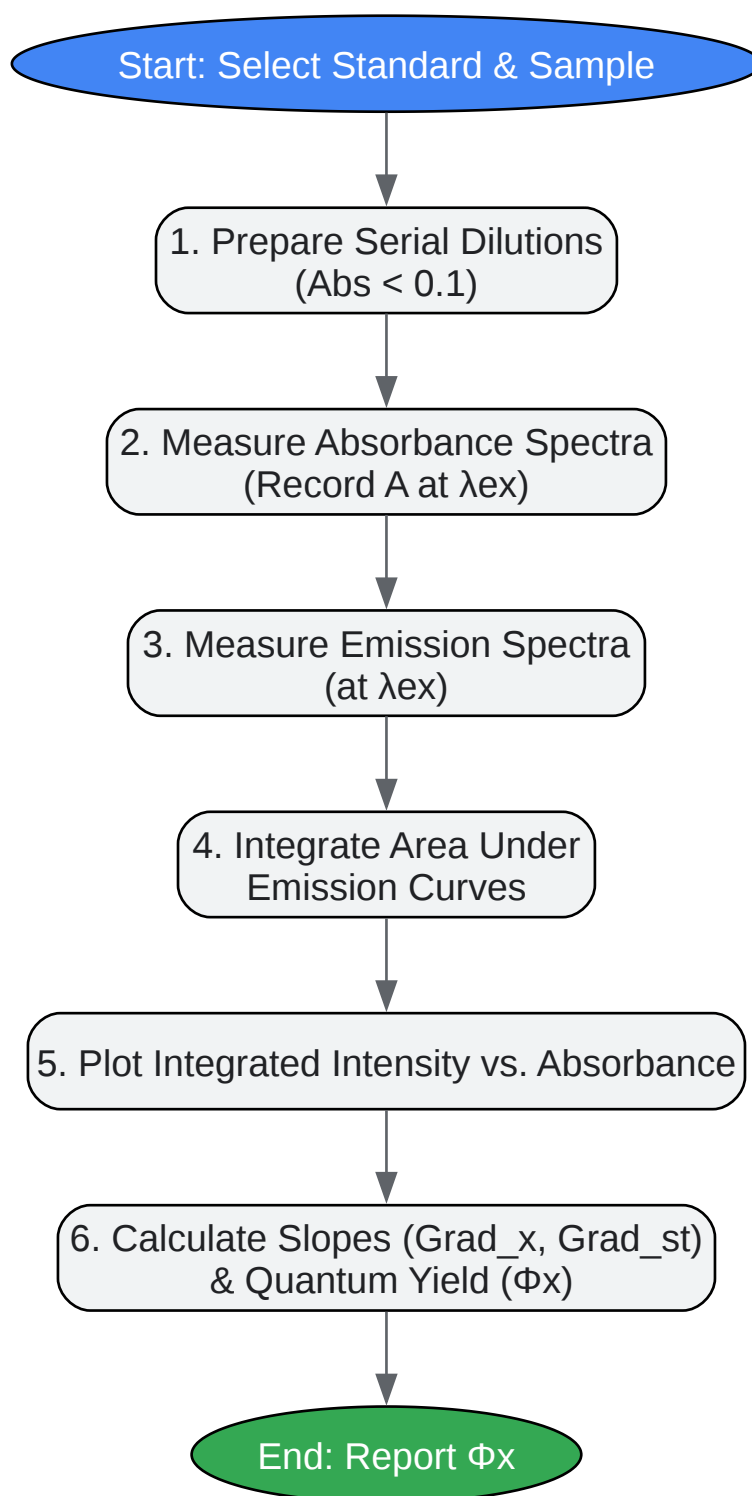 Start: Select Standard & Sample
1. Prepare Serial Dilutions
(Abs < 0.1)
2. Measure Absorbance Spectra
(Record A at λex)
3. Measure Emission Spectra
(at λex)
4. Integrate Area Under
Emission Curves
5. Plot Integrated Intensity vs. Absorbance
6. Calculate Slopes (Grad_x, Grad_st)
& Quantum Yield (Φx)
End: Report Φx